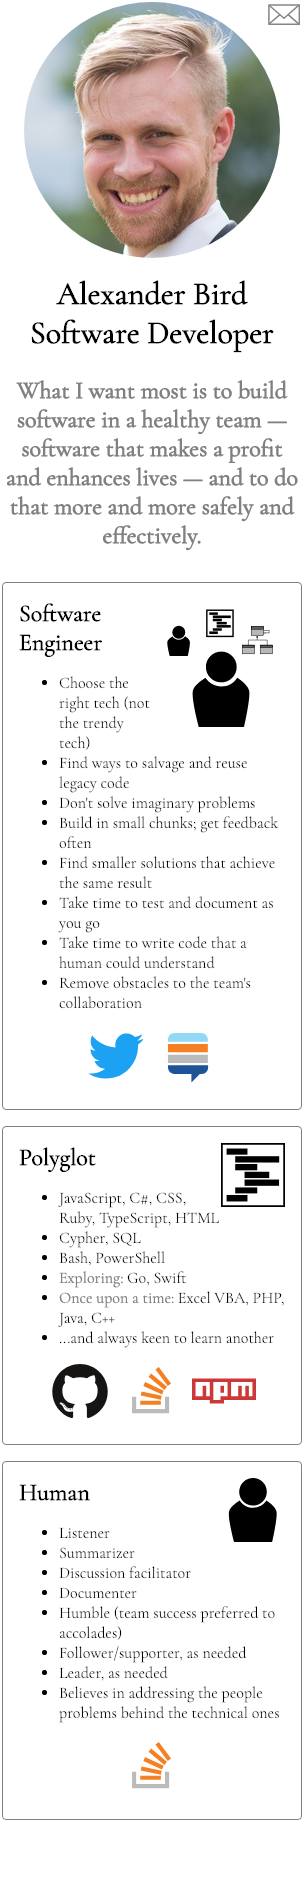 Alexander Bird
Software Developer
What I want most is to build
software in a healthy team —
software that makes a profit
and enhances lives — and to do
that more and more safely and
effectively.
Software
Engineer
Choose the
right tech (not
the trendy
tech)
Find ways to salvage and reuse
legacy code
Don't solve imaginary problems
Build in small chunks; get feedback
often
Find smaller solutions that achieve
the same result
Take time to test and document as
you go
Take time to write code that a
human could understand
Remove obstacles to the team's
collaboration
Polyglot
JavaScript, C#, CSS,
Ruby, TypeScript, HTML
Cypher, SQL
Bash, PowerShell
Exploring: Go, Swift
Once upon a time: Excel VBA, PHP,
Java, C++
...and always keen to learn another
npm
Human
Listener
Summarizer
Discussion facilitator
Documenter
Humble (team success preferred to
accolades)
Follower/supporter, as needed
Leader, as needed
Believes in addressing the people
problems behind the technical ones